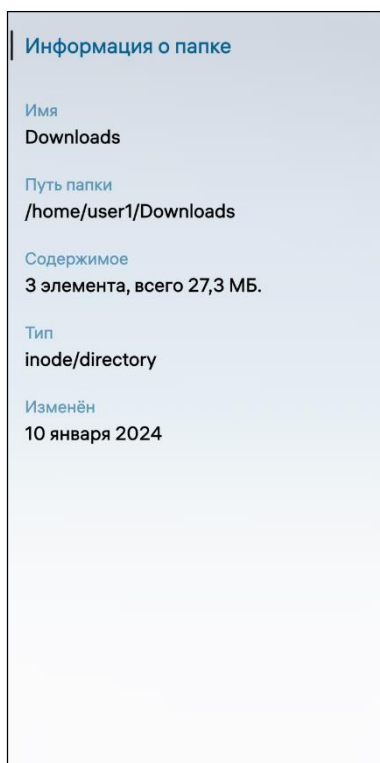 Информация о папке
Имя
Downloads
Путь папки
/home/user1/Downloads
Содержимое
3 элемента, всего 27,3 МБ.
Тип
inode/directory
Изменён
10 января 2024